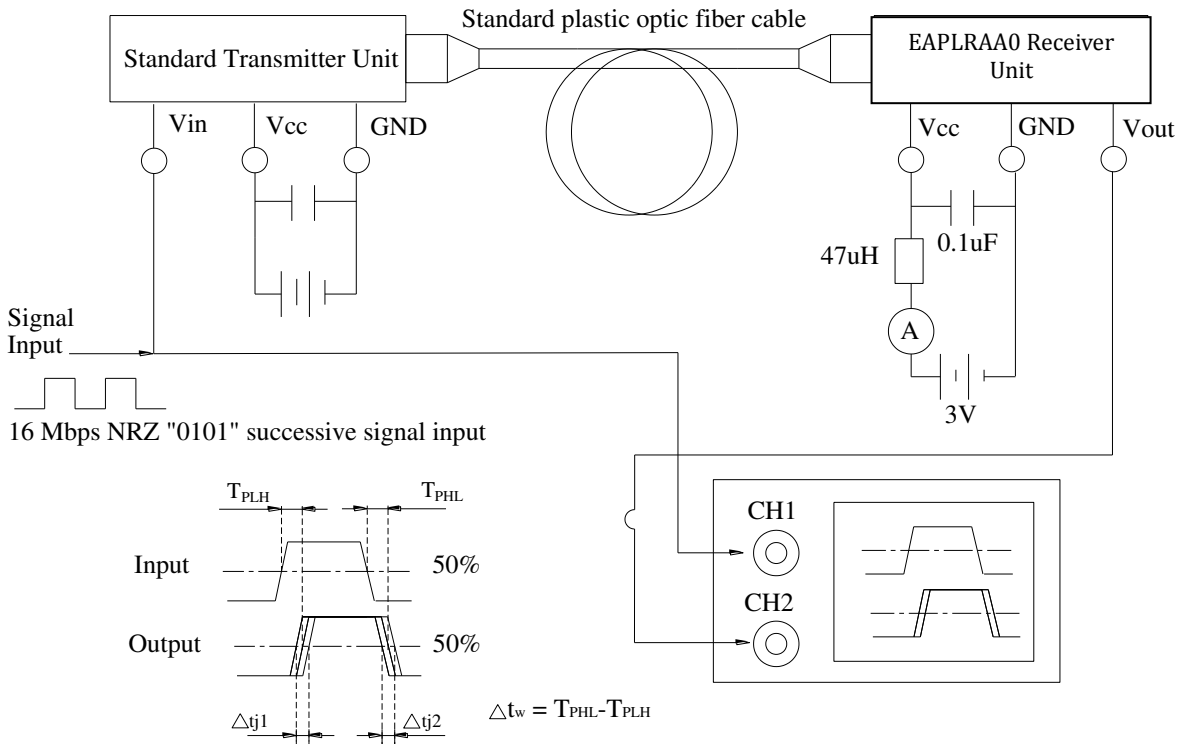 Standard plastic optic fiber cable
Standard Transmitter Unit
EAPLRAA0 Receiver
Unit
Vin
Vcc
GND
Vcc
GND
Vout
0.1uF
47uH
A
3V
Signal
Input
16 Mbps NRZ "0101" successive signal input
TPLH
TPHL
Input
50%
Output
50%
△tj1
△tj2
△tw = TPHL-TPLH
CH1
CH2